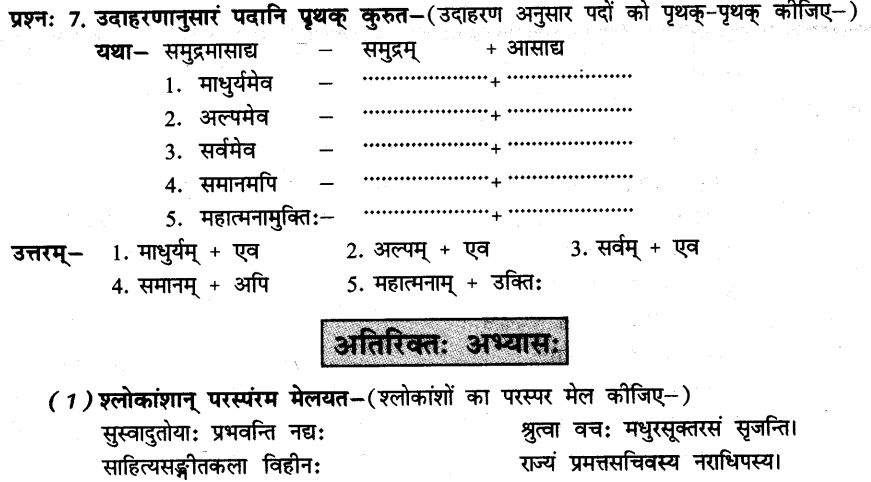 प्रश्नः 7. उदाहरणानुसारं पदानि पृथक् कुरुत–(उदाहरण अनुसार पदों को पृथक्-पृथक् कीजिए–)
यथा– समुद्रमासाद्य – समुद्रम् + आसाद्य
1. माधुर्यमेव – ........................+........................
2. अल्पमेव – ........................+........................
3. सर्वमेव – ........................+........................
4. समानमपि – ........................+........................
5. महात्मनामुक्तिः– ........................+........................
उत्तरम्– 1. माधुर्यम् + एव 2. अल्पम् + एव 3. सर्वम् + एव
4. समानम् + अपि 5. महात्मनाम् + उक्तिः
अतिरिक्तः अभ्यासः
(1) श्लोकांशान् परस्पंरम मेलयत–(श्लोकांशों का परस्पर मेल कीजिए–)
सुस्वादुतोयाः प्रभवन्ति नद्यः श्रुत्वा वचः मधुरसूक्तरसं सृजन्ति।
साहित्यसङ्गीतकला विहीनः राज्यं प्रमत्तसचिवस्य नराधिपस्य।